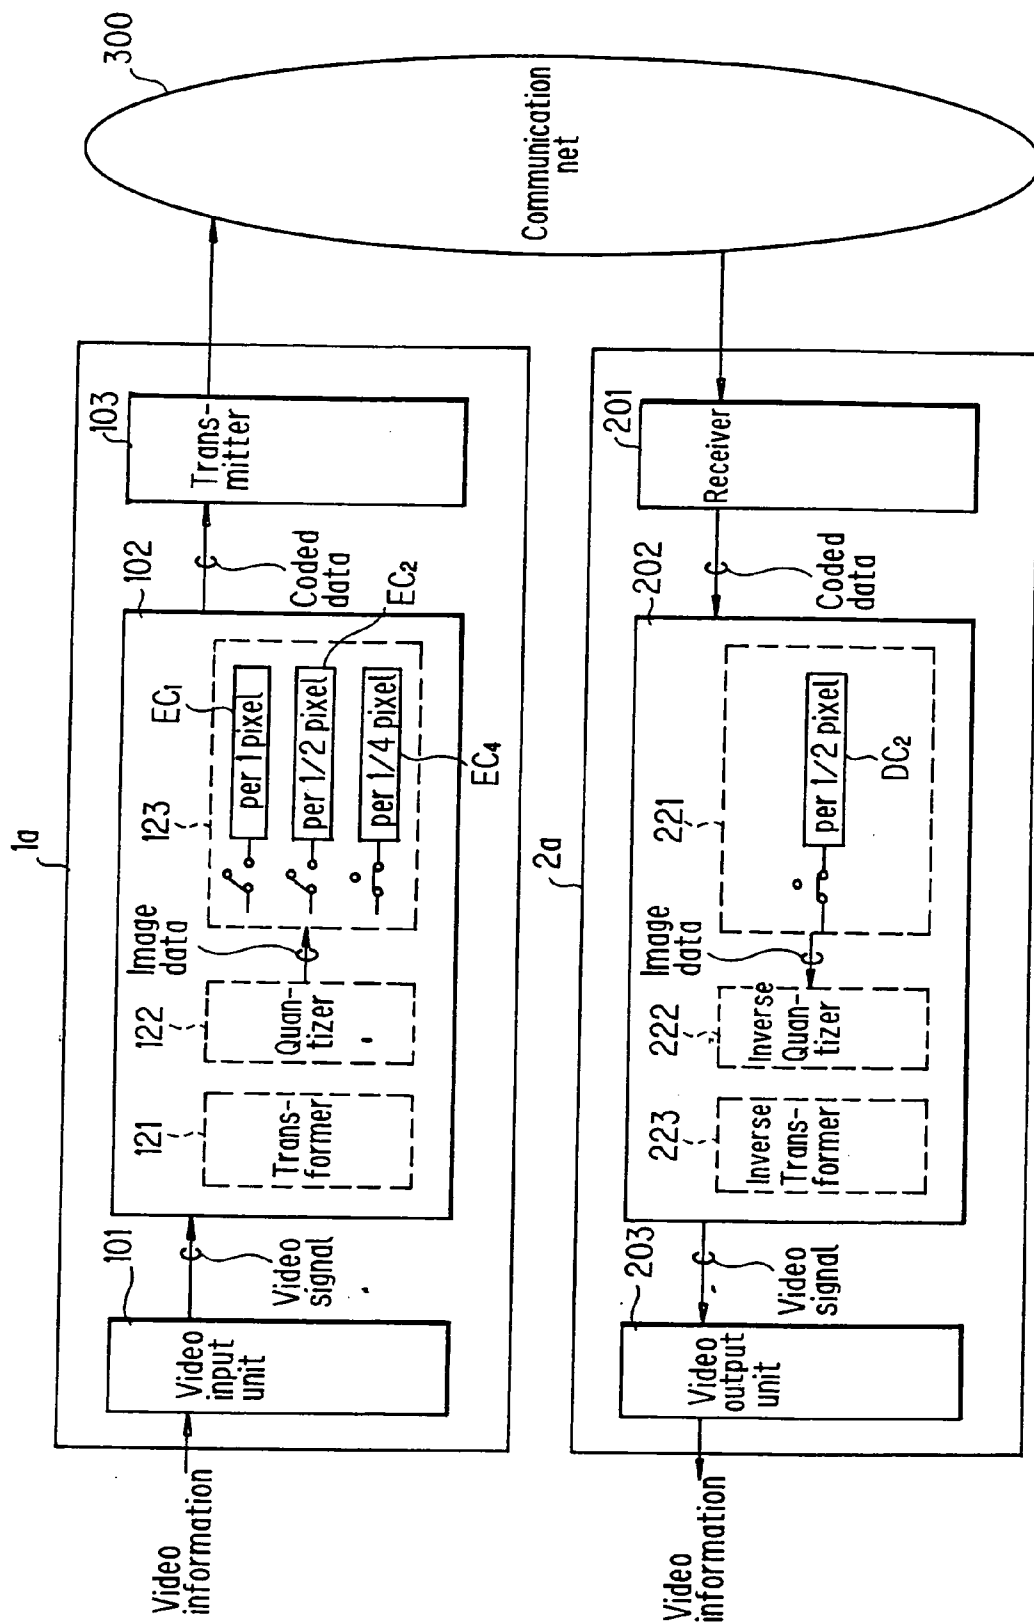 1a
Video
information
101
Video
input
unit
Video
signal
102
121
Trans-
former
122
Quan-
tizer
Image
data
123
EC1
per 1 pixel
per 1/2 pixel
EC2
per 1/4 pixel
EC4
Coded
data
103
Trans-
mitter
300
Communication
net
2a
Video
information
203
Video
output
unit
Video
signal
202
223
Inverse
Trans-
former
222
Inverse
Quan-
tizer
Image
data
221
per 1/2 pixel
DC2
Coded
data
201
Receiver